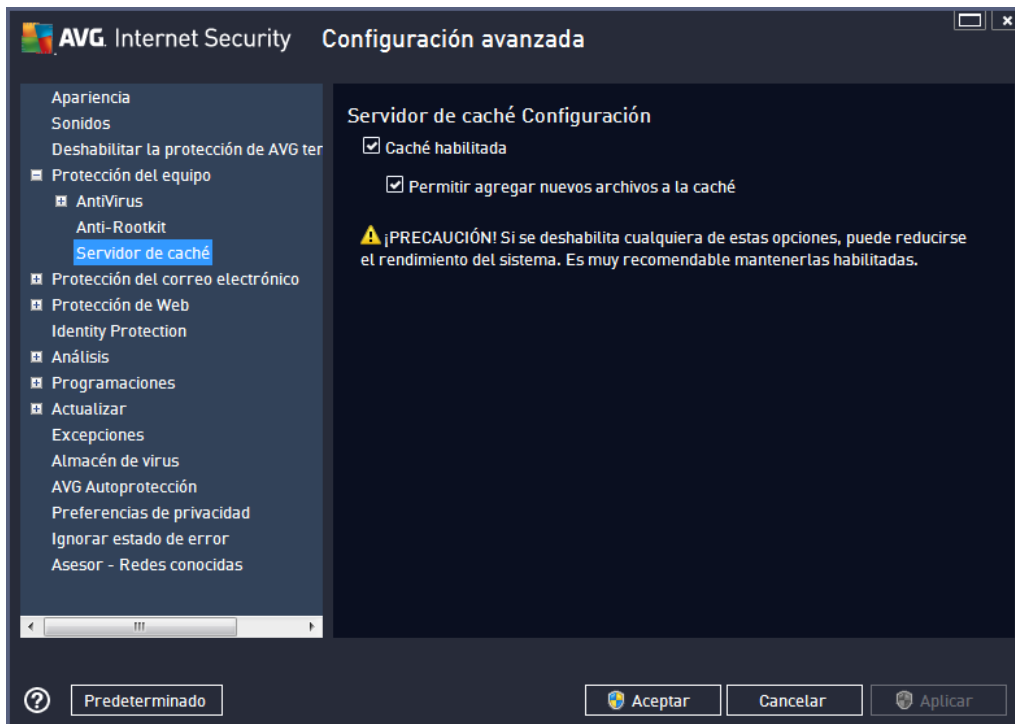 AVG. Internet Security Configuración avanzada
Apariencia
Sonidos
Deshabilitar la protección de AVG ter
Protección del equipo
AntiVirus
Anti-Rootkit
Servidor de caché
Protección del correo electrónico
Protección de Web
Identity Protection
Análisis
Programaciones
Actualizar
Excepciones
Almacén de virus
AVG Autoprotección
Preferencias de privacidad
Ignorar estado de error
Asesor - Redes conocidas
Servidor de caché Configuración
Caché habilitada
Permitir agregar nuevos archivos a la caché
¡PRECAUCIÓN! Si se deshabilita cualquiera de estas opciones, puede reducirse
el rendimiento del sistema. Es muy recomendable mantenerlas habilitadas.
Predeterminado
Aceptar
Cancelar
Aplicar